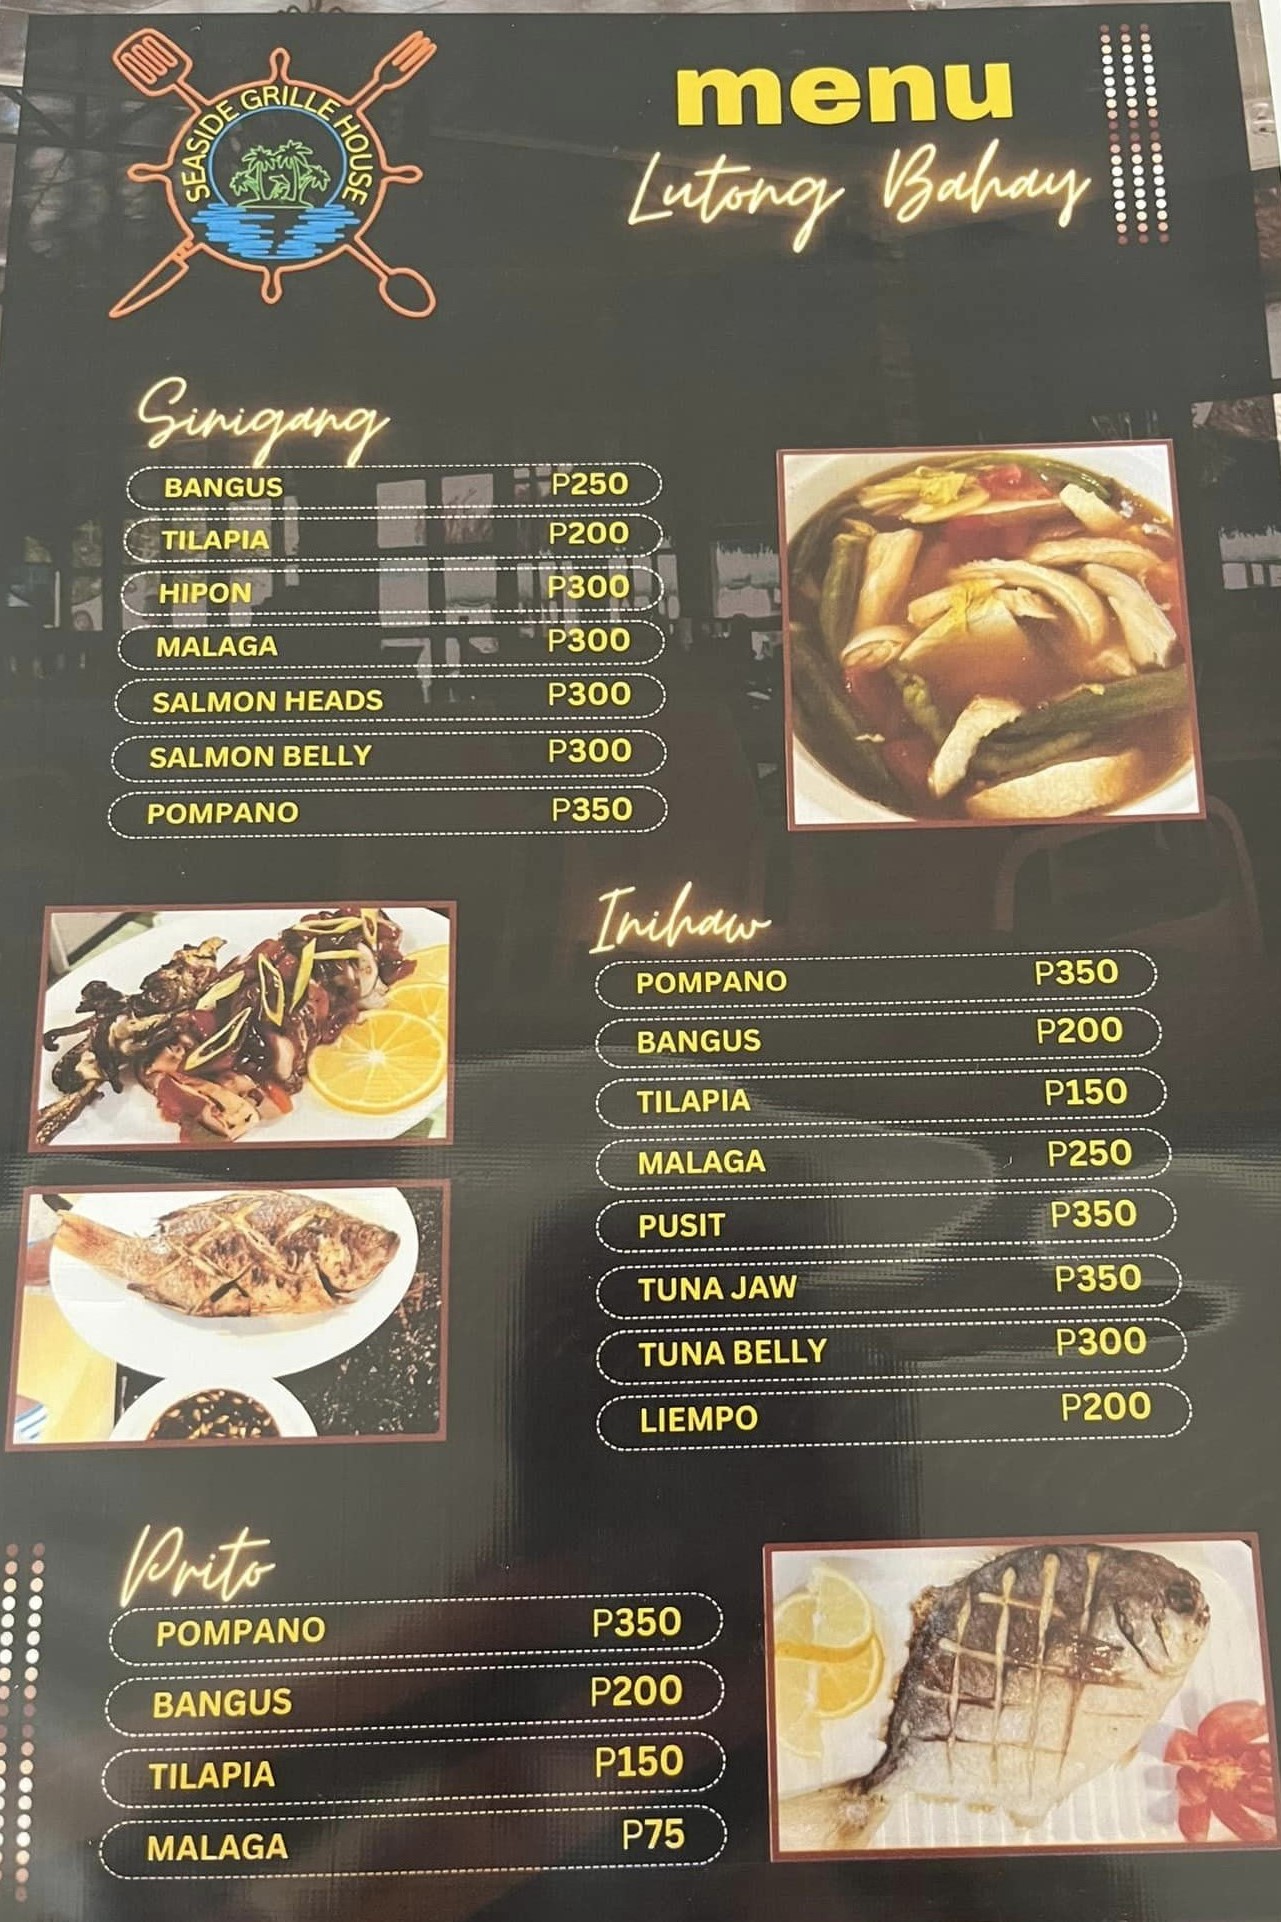 SEASIDE GRILLE HOUSE
menu
Lutong Bahay
Sinigang
BANGUS P250
TILAPIA P200
HIPON P300
MALAGA P300
SALMON HEADS P300
SALMON BELLY P300
POMPANO P350
Inihaw
POMPANO P350
BANGUS P200
TILAPIA P150
MALAGA P250
PUSIT P350
TUNA JAW P350
TUNA BELLY P300
LIEMPO P200
Prito
POMPANO P350
BANGUS P200
TILAPIA P150
MALAGA P75